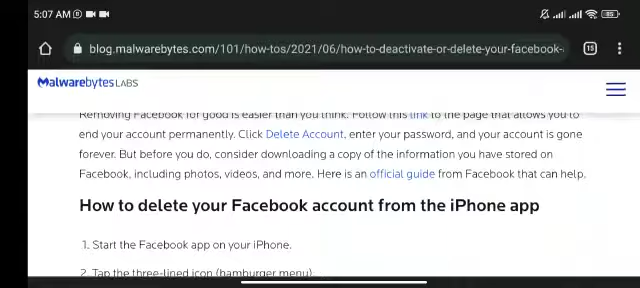 5:07 AM
85
blog.malwarebytes.com/101/how-tos/2021/06/how-to-deactivate-or-delete-your-facebook-
15
Malwarebytes LABS
Removing Facebook for good is easier than you think. Follow this link to the page that allows you to
end your account permanently. Click Delete Account, enter your password, and your account is gone
forever. But before you do, consider downloading a copy of the information you have stored on
Facebook, including photos, videos, and more. Here is an official guide from Facebook that can help.
How to delete your Facebook account from the iPhone app
1. Start the Facebook app on your iPhone.
2. Tap the three-lined icon (hamburger menu).